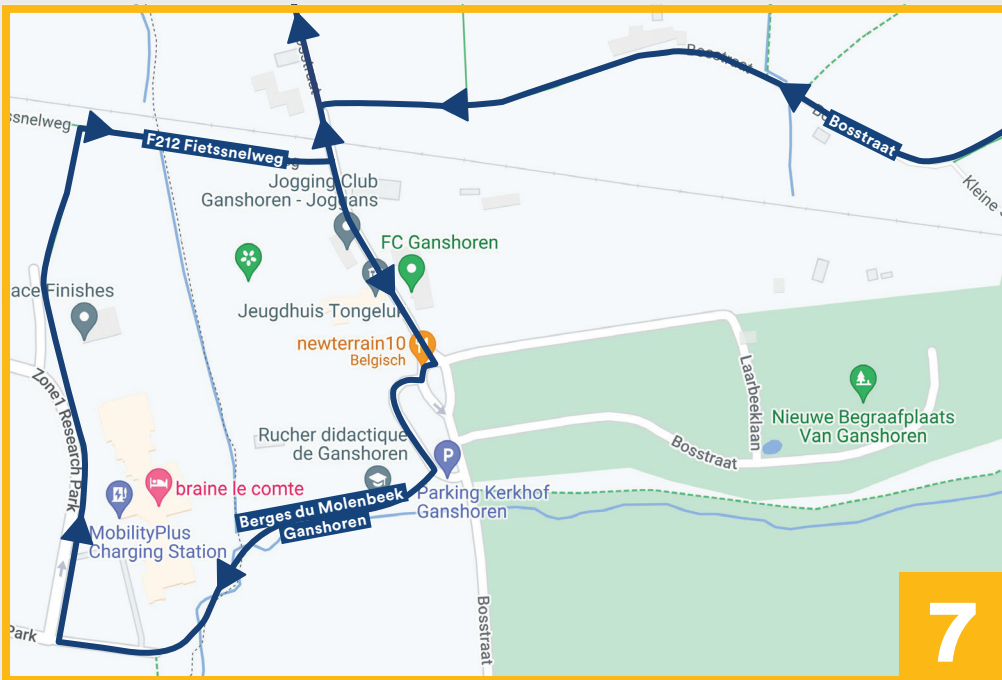 Bosstraat
Bosstraat
Bosstraat
ssnelweg
F212 Fietssnelweg
Kleine
Jogging Club
Ganshoren - Joggans
FC Ganshoren
ace Finishes
Jeugdhuis Tongeluk
newterrain10
Belgisch
Laarbeeklaan
Zone1 Research Park
Nieuwe Begraafplaats
Van Ganshoren
Rucher didactique
de Ganshoren
P
Bosstraat
braine le comte
Parking Kerkhof
Ganshoren
Berges du Molenbeek
Ganshoren
MobilityPlus
Charging Station
Bosstraat
Park
7